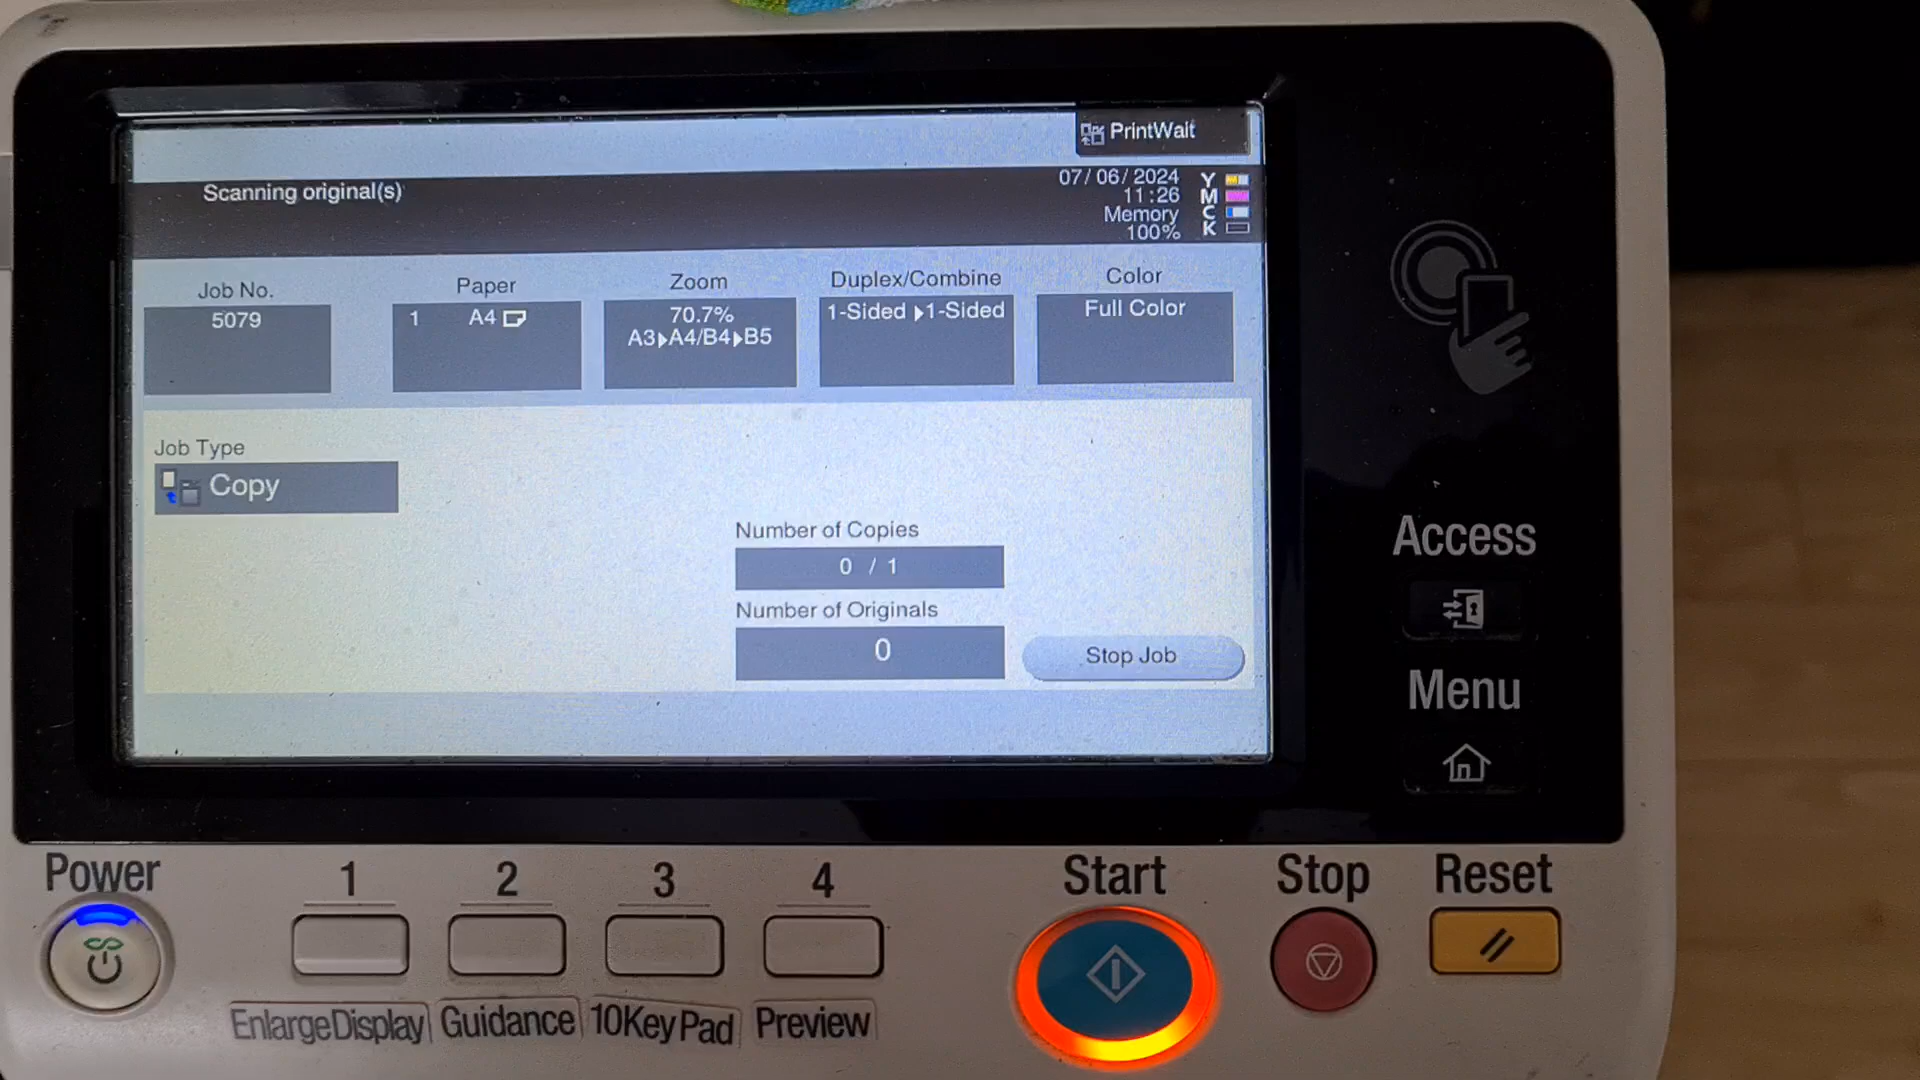 PrintWait
Scanning original(s)
07/06/2024
11:26
Memory
100%
Y
M
C
K
Job No.
5079
Paper
1 A4
Zoom
70.7%
A3▶A4/B4▶B5
Duplex/Combine
1-Sided ▶1-Sided
Color
Full Color
Job Type
Copy
Number of Copies
0 / 1
Number of Originals
0
Stop Job
Access
Menu
Power
1
2
3
4
Start
Stop
Reset
EnlargeDisplay
Guidance
10KeyPad
Preview